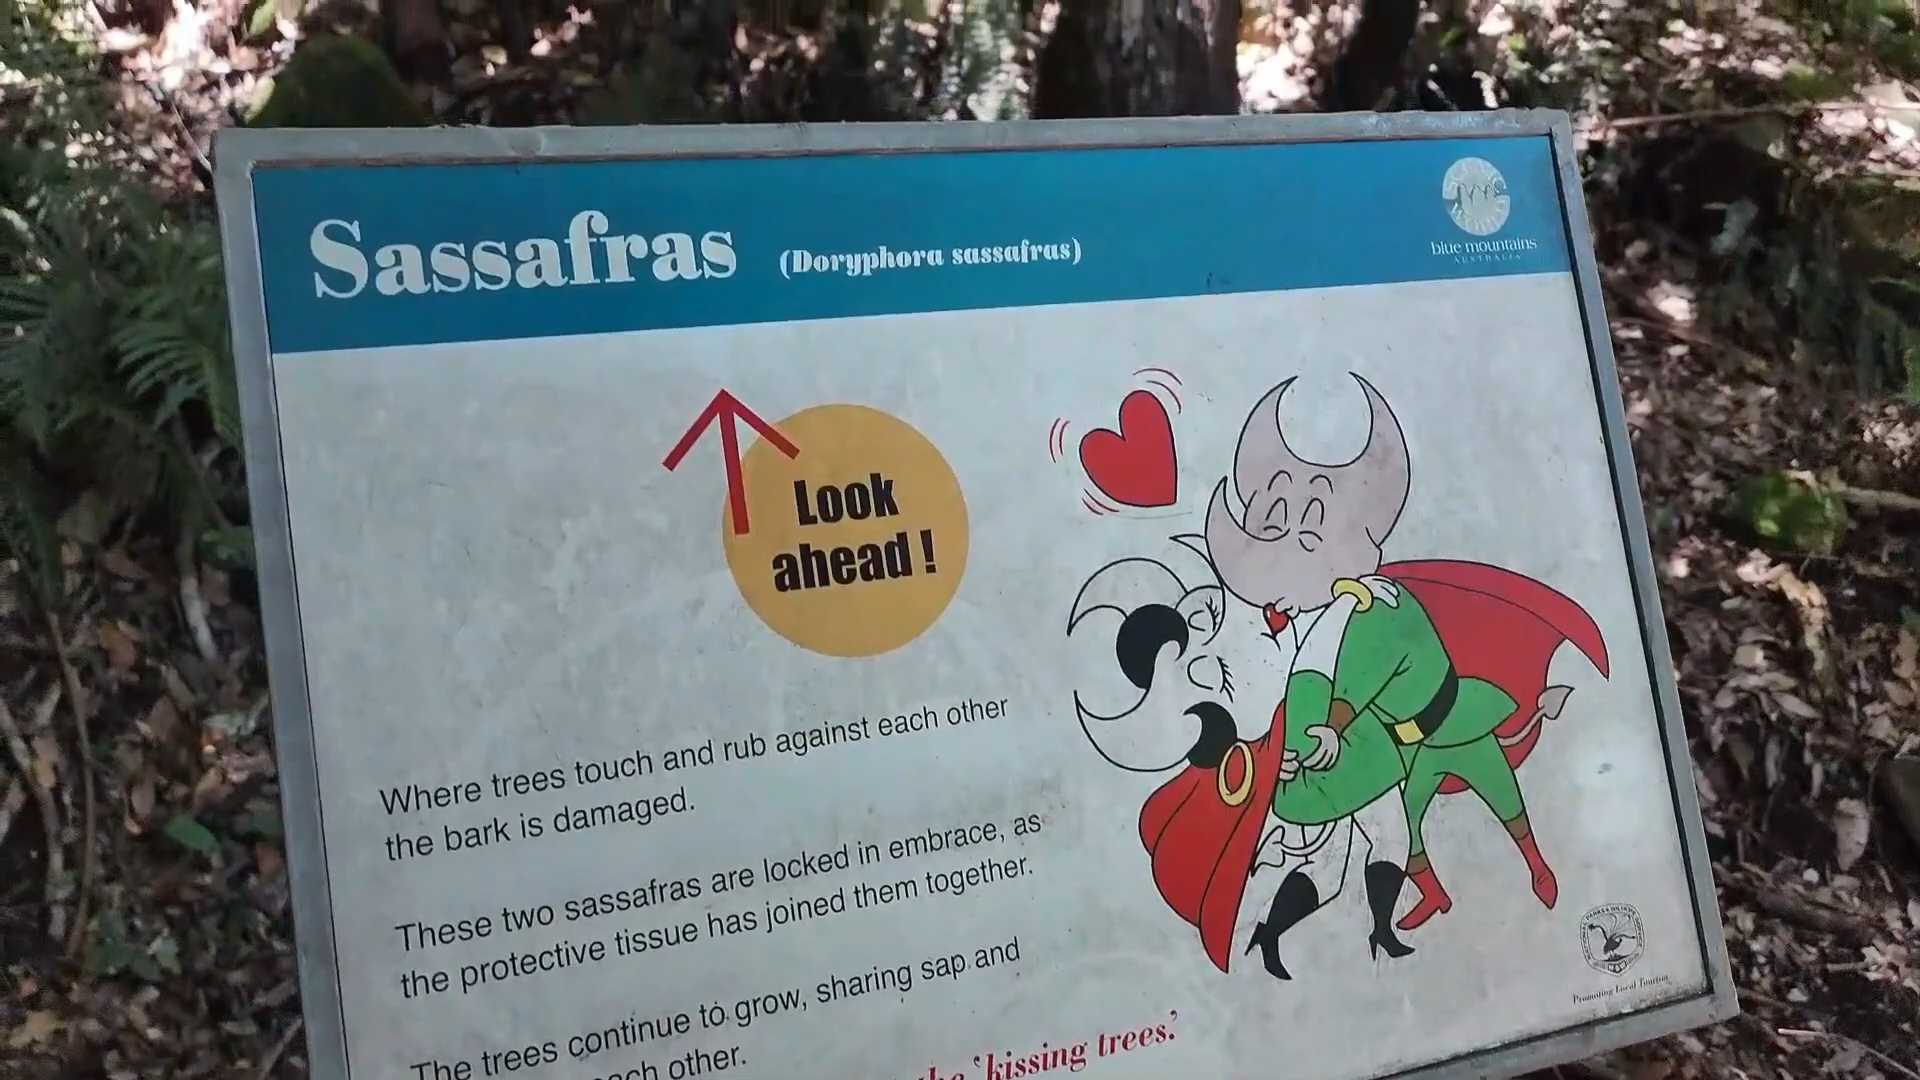 Sassafras (Doryphora sassafras)
blue mountains
AUSTRALIA
Look
ahead!
Where trees touch and rub against each other
the bark is damaged.
These two sassafras are locked in embrace, as
the protective tissue has joined them together.
The trees continue to grow, sharing sap and
each other.
the 'kissing trees.'
Promoting Local Tourism